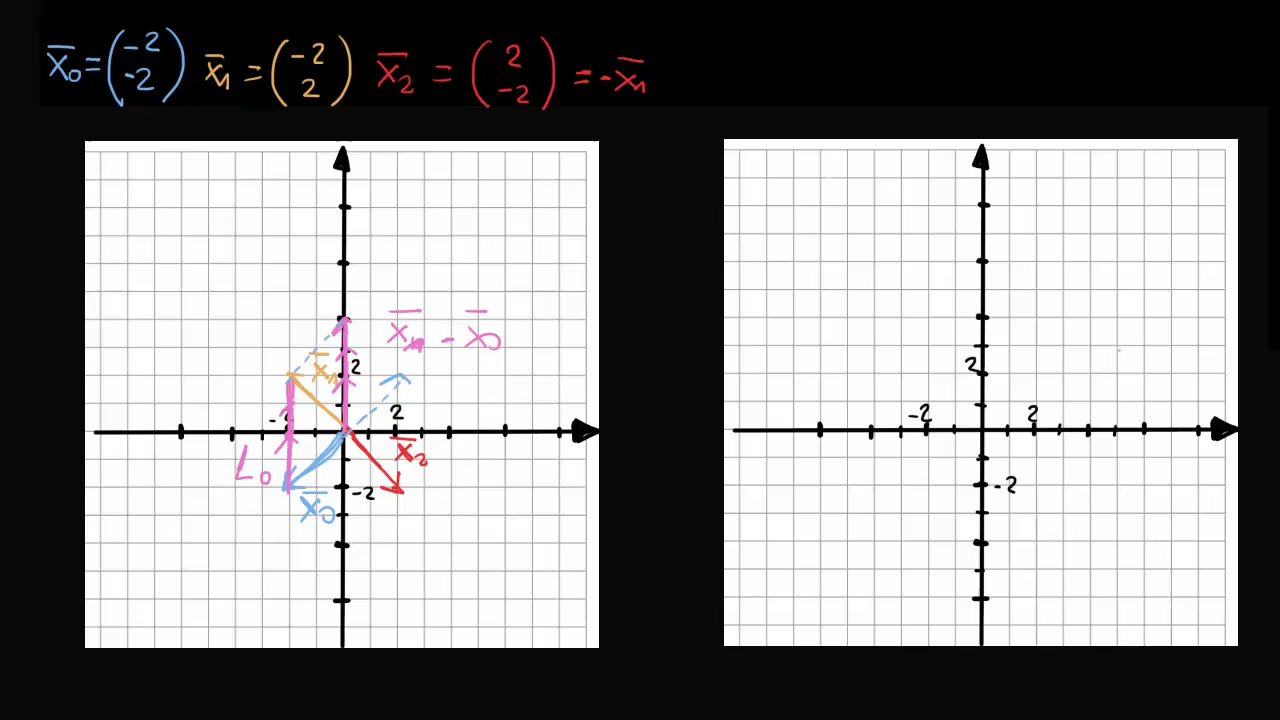 x̄₀ = (-2 -2) x̄₁ = (-2 2) x̄₂ = (2 -2) = -x̄₁
x̄₁ - x̄₀
x̄₁ 2 2
-2 2 -2 2
x̄₂
L₀
x̄₀ -2 -2